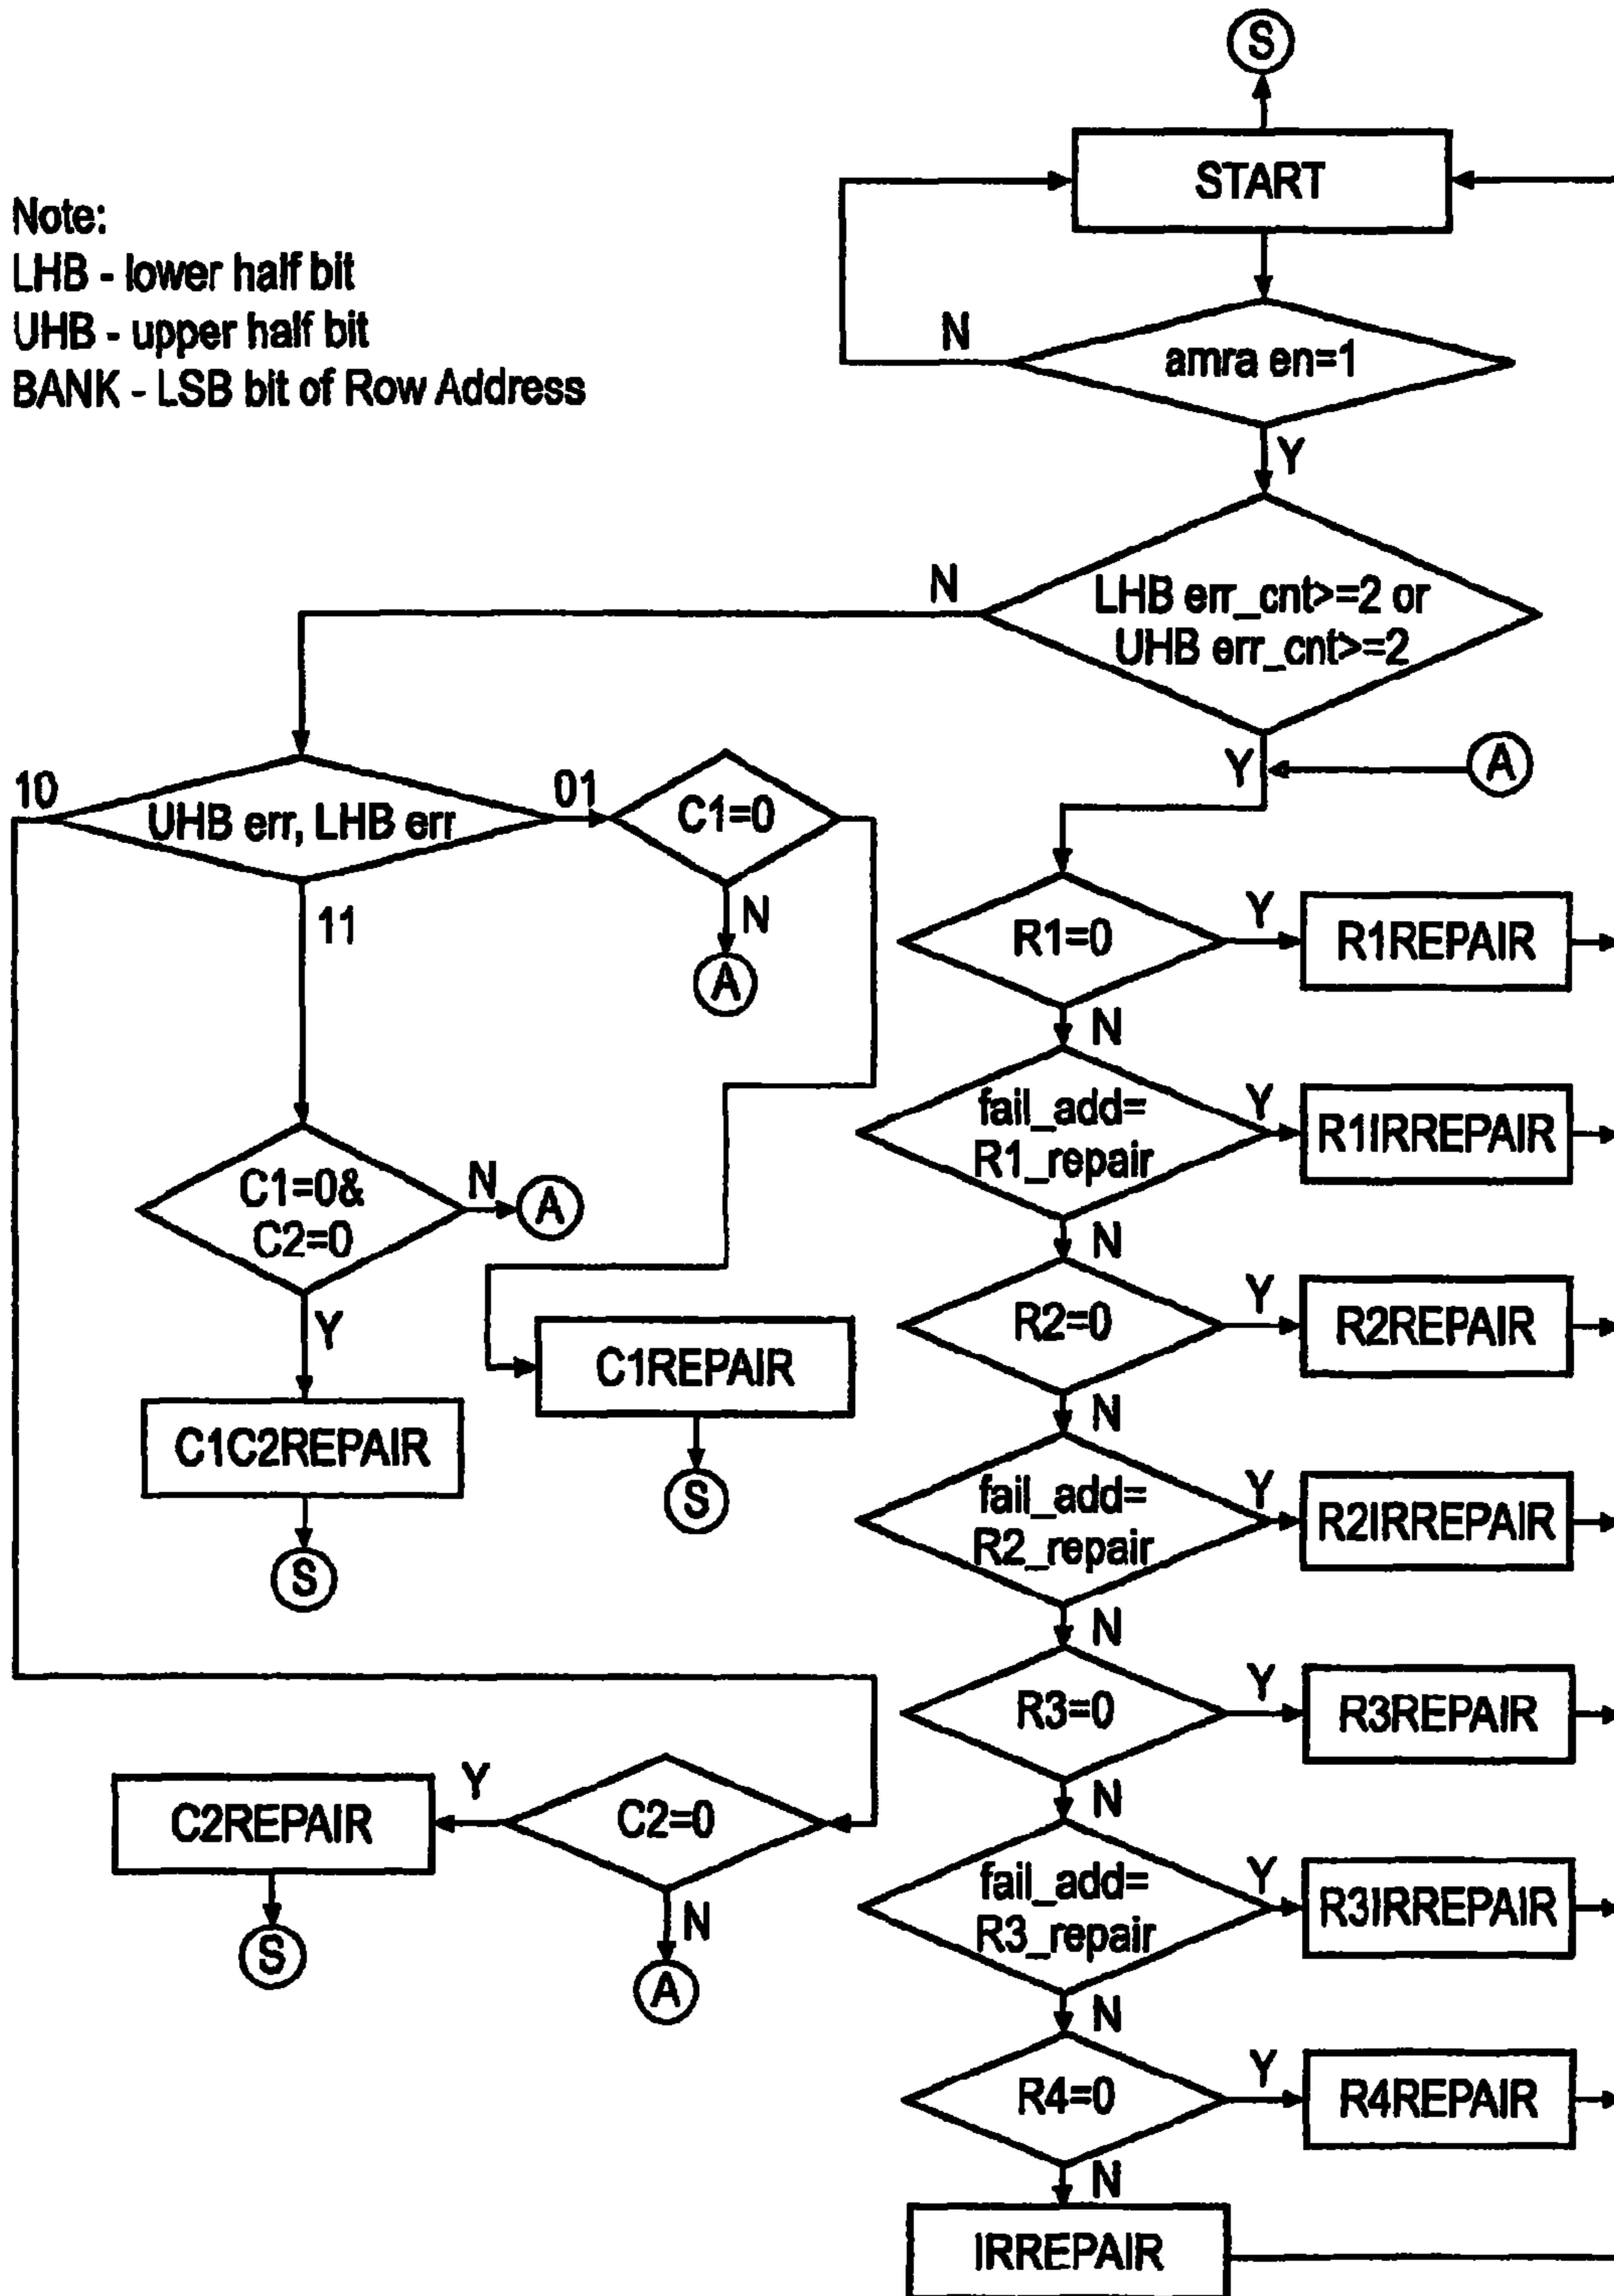 S
START
Note:
LHB - lower half bit
UHB - upper half bit
BANK - LSB bit of Row Address
N
amra en=1
Y
N
LHB err_cnt>=2 or
UHB err_cnt>=2
Y
A
10
UHB err, LHB err
01
C1=0
N
A
11
R1=0
Y
R1REPAIR
N
fail_add=
R1_repair
Y
R1IRREPAIR
N
C1=0&
C2=0
N
A
Y
C1C2REPAIR
S
C1REPAIR
S
R2=0
Y
R2REPAIR
N
fail_add=
R2_repair
Y
R2IRREPAIR
N
R3=0
Y
R3REPAIR
N
C2REPAIR
Y
C2=0
S
N
A
fail_add=
R3_repair
Y
R3IRREPAIR
N
R4=0
Y
R4REPAIR
N
IRREPAIR